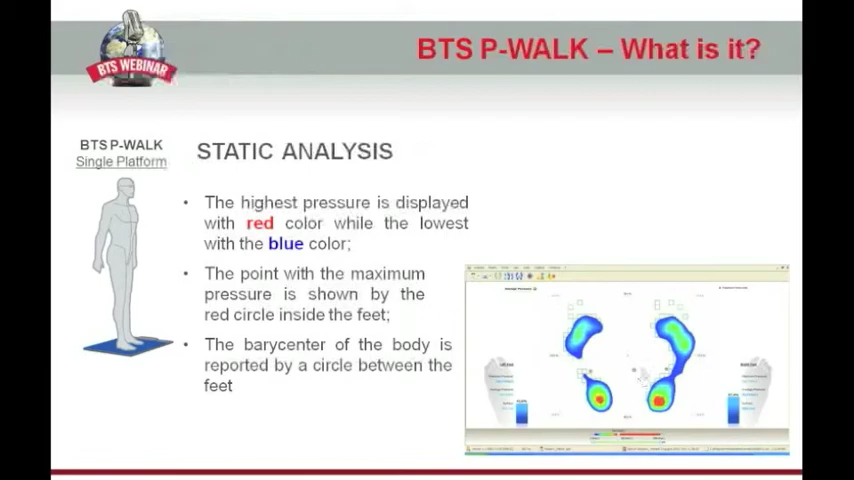 BTS WEBINAR
BTS P-WALK – What is it?
BTS P-WALK
Single Platform
STATIC ANALYSIS
• The highest pressure is displayed
with red color while the lowest
with the blue color;
• The point with the maximum
pressure is shown by the
red circle inside the feet;
• The barycenter of the body is
reported by a circle between the
feet